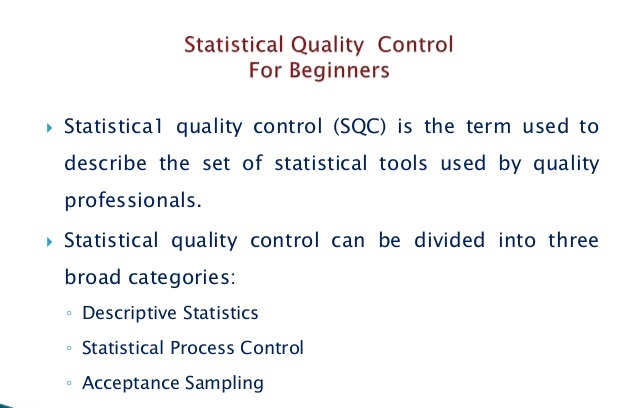 Statistical Quality Control
For Beginners
Statistica1 quality control (SQC) is the term used to
describe the set of statistical tools used by quality
professionals.
Statistical quality control can be divided into three
broad categories:
Descriptive Statistics
Statistical Process Control
Acceptance Sampling